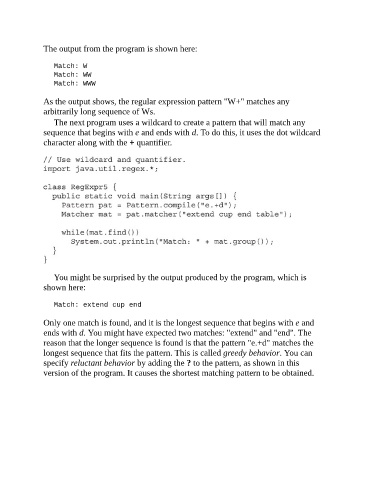 The output from the program is shown here:
Match: W
Match: WW
Match: WWW
As the output shows, the regular expression pattern "W+" matches any
arbitrarily long sequence of Ws.
The next program uses a wildcard to create a pattern that will match any
sequence that begins with e and ends with d. To do this, it uses the dot wildcard
character along with the + quantifier.
// Use wildcard and quantifier.
import java.util.regex.*;
class RegExpr5 {
public static void main(String args[]) {
Pattern pat = Pattern.compile("e.+d");
Matcher mat = pat.matcher("extend cup end table");
while(mat.find())
System.out.println("Match: " + mat.group());
}
}
You might be surprised by the output produced by the program, which is
shown here:
Match: extend cup end
Only one match is found, and it is the longest sequence that begins with e and
ends with d. You might have expected two matches: "extend" and "end". The
reason that the longer sequence is found is that the pattern "e.+d" matches the
longest sequence that fits the pattern. This is called greedy behavior. You can
specify reluctant behavior by adding the ? to the pattern, as shown in this
version of the program. It causes the shortest matching pattern to be obtained.